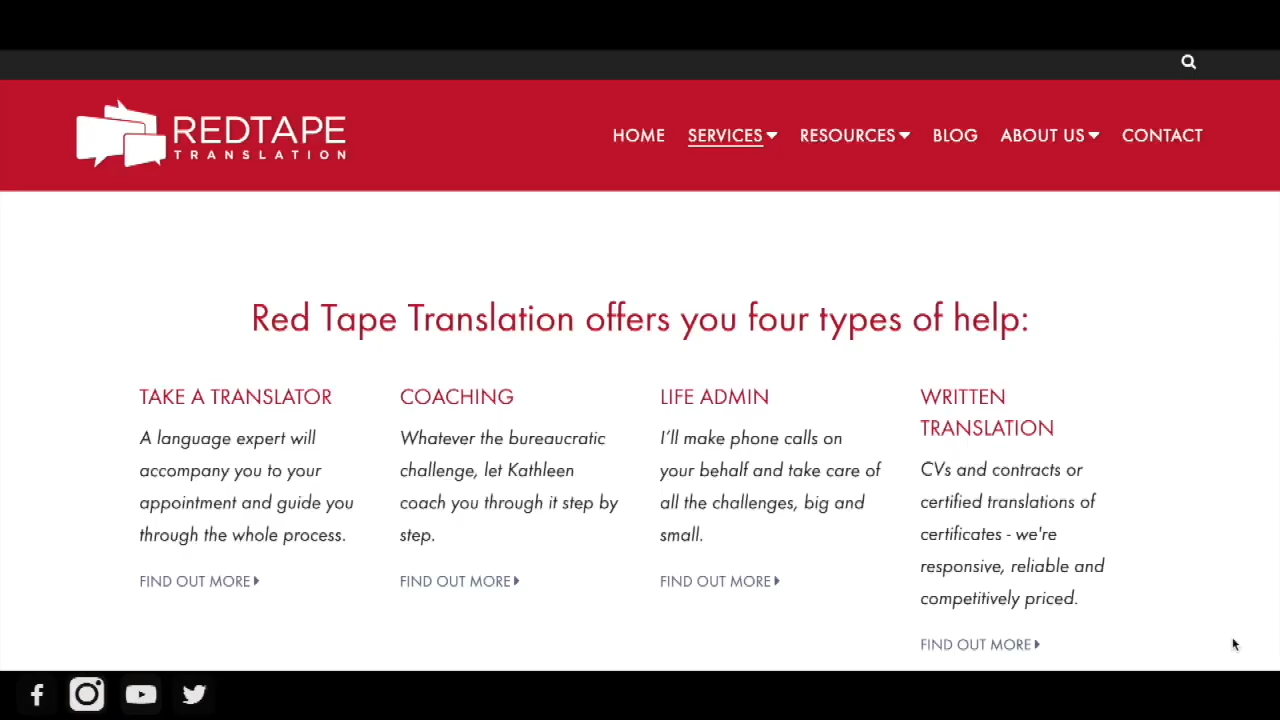 REDTAPE
TRANSLATION
HOME SERVICES RESOURCES BLOG ABOUT US CONTACT
Red Tape Translation offers you four types of help:
TAKE A TRANSLATOR
A language expert will
accompany you to your
appointment and guide you
through the whole process.
FIND OUT MORE
COACHING
Whatever the bureaucratic
challenge, let Kathleen
coach you through it step by
step.
FIND OUT MORE
LIFE ADMIN
I'll make phone calls on
your behalf and take care of
all the challenges, big and
small.
FIND OUT MORE
WRITTEN
TRANSLATION
CVs and contracts or
certified translations of
certificates - we're
responsive, reliable and
competitively priced.
FIND OUT MORE